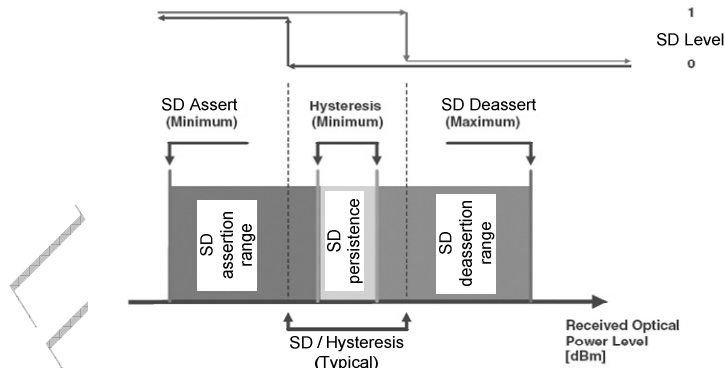 1
SD Level
0
SD Assert
(Minimum)
Hysteresis
(Minimum)
SD Deassert
(Maximum)
SD
assertion
range
SD
persistence
SD
deassertion
range
SD / Hysteresis
(Typical)
Received Optical
Power Level
[dBm]